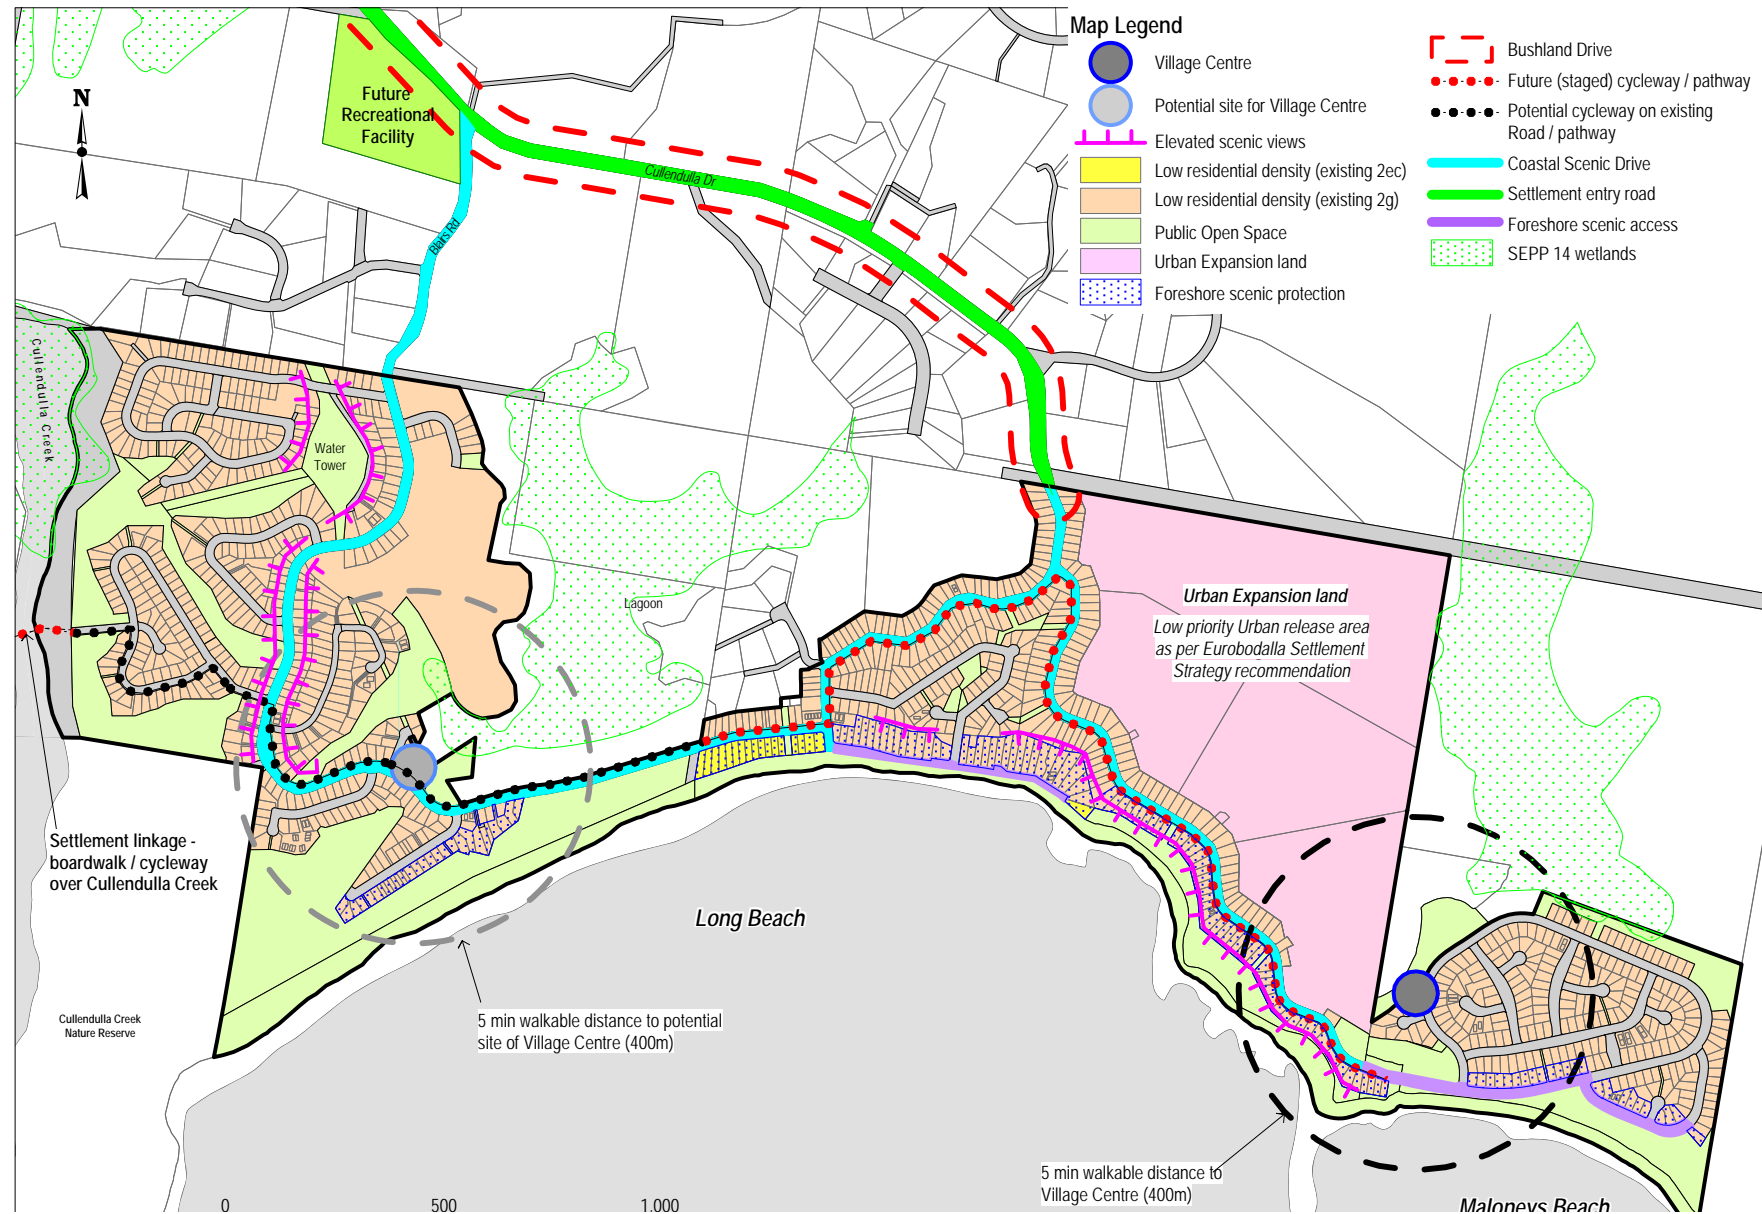 Map Legend
Village Centre
Potential site for Village Centre
Elevated scenic views
Low residential density (existing 2ec)
Low residential density (existing 2g)
Public Open Space
Urban Expansion land
Foreshore scenic protection
Bushland Drive
Future (staged) cycleway / pathway
Potential cycleway on existing
Road / pathway
Coastal Scenic Drive
Settlement entry road
Foreshore scenic access
SEPP 14 wetlands
N
Future
Recreational
Facility
Cullendulla Dr
Blairs Rd
Cullendulla Creek
Water
Tower
Lagoon
Urban Expansion land
Low priority Urban release area
as per Eurobodalla Settlement
Strategy recommendation
Settlement linkage -
boardwalk / cycleway
over Cullendulla Creek
Long Beach
Cullendulla Creek
Nature Reserve
5 min walkable distance to potential
site of Village Centre (400m)
5 min walkable distance to
Village Centre (400m)
Maloneys Beach
0 500 1,000